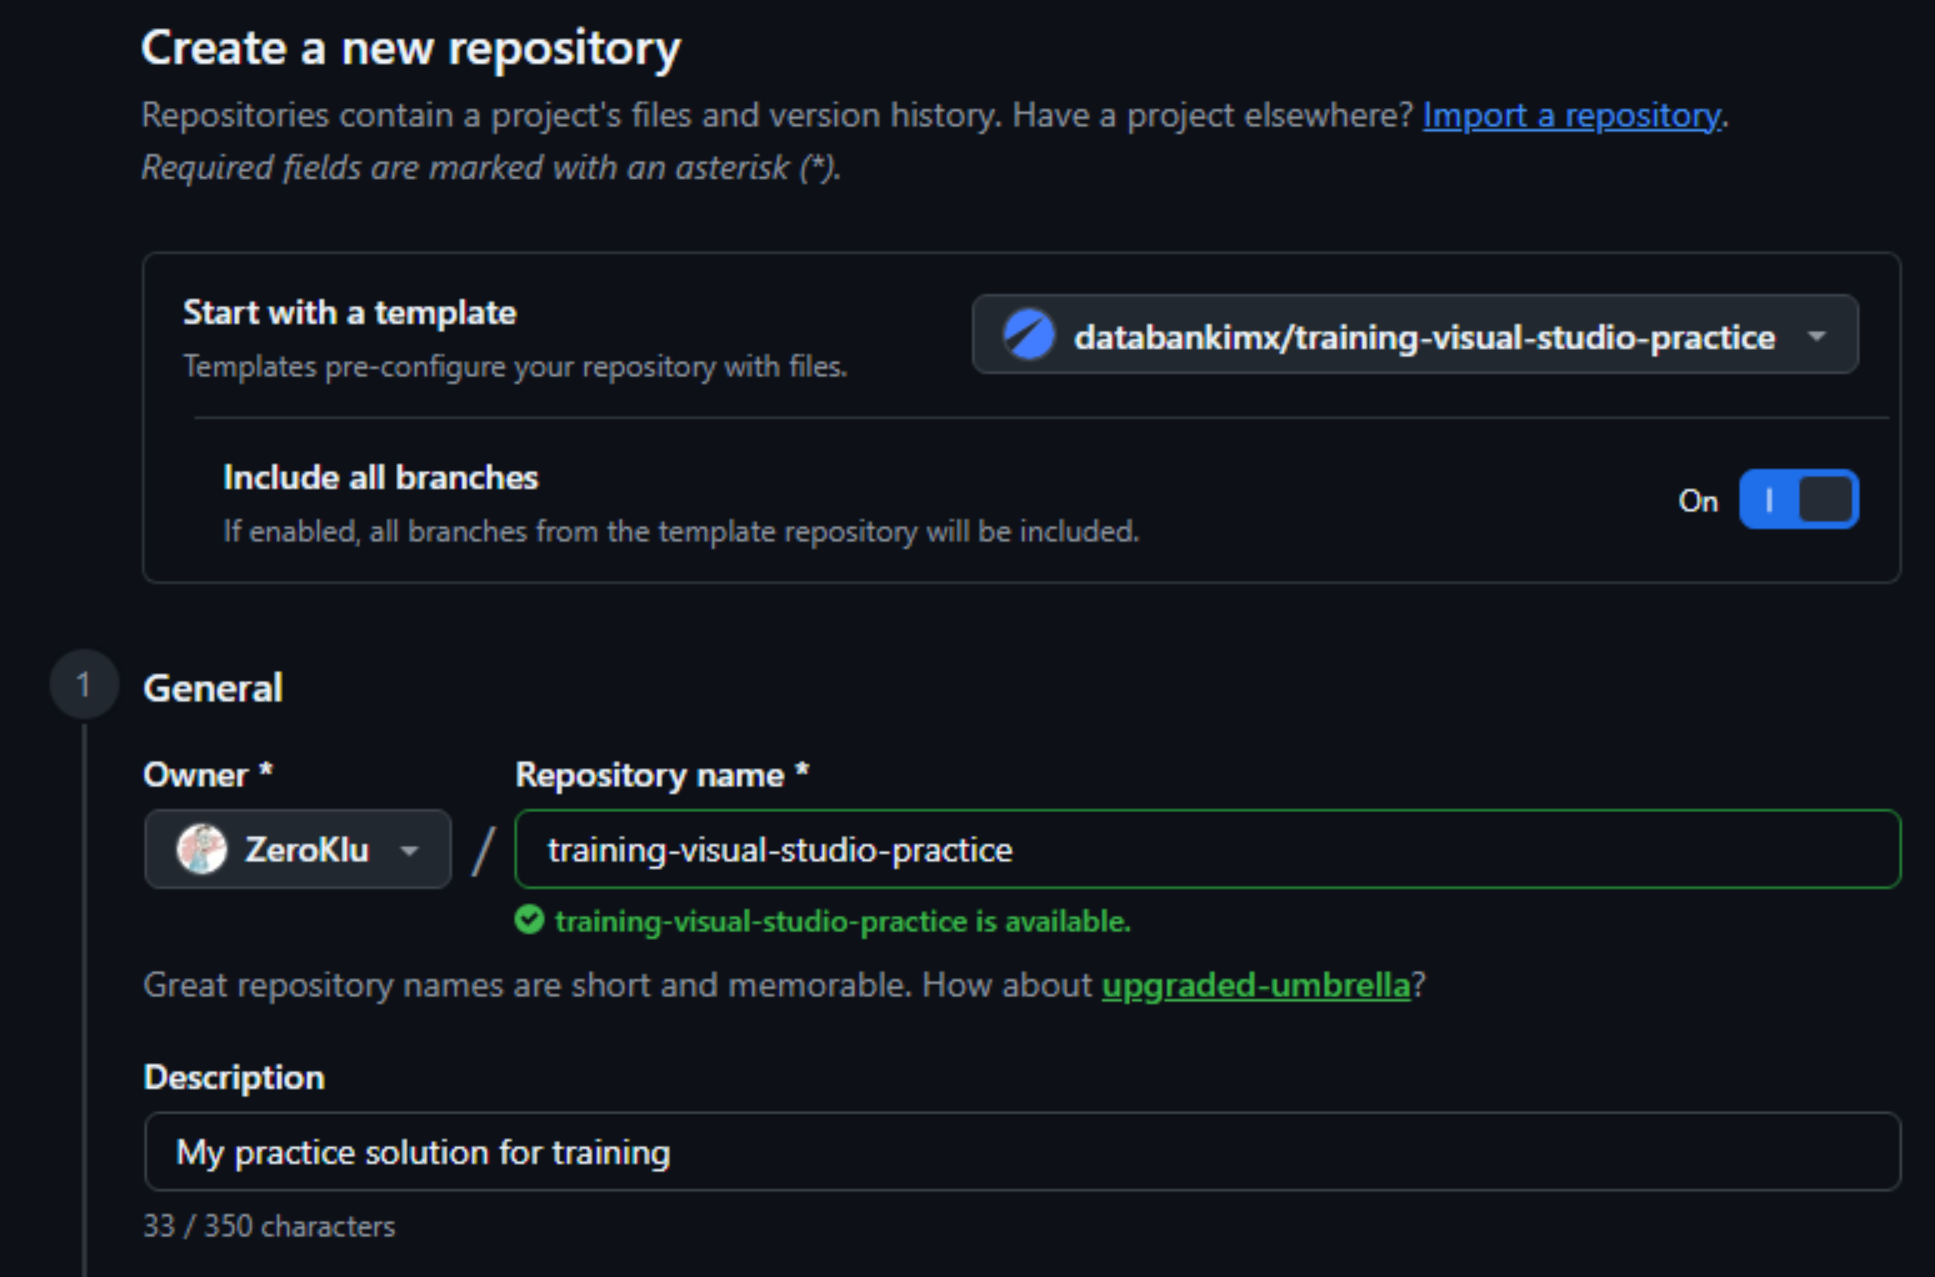 Create a new repository
Repositories contain a project's files and version history. Have a project elsewhere? Import a repository.
Required fields are marked with an asterisk (*).
Start with a template
Templates pre-configure your repository with files.
databankimx/training-visual-studio-practice
Include all branches
If enabled, all branches from the template repository will be included.
On
1
General
Owner *
Repository name *
ZeroKlu
/
training-visual-studio-practice
training-visual-studio-practice is available.
Great repository names are short and memorable. How about upgraded-umbrella?
Description
My practice solution for training
33 / 350 characters